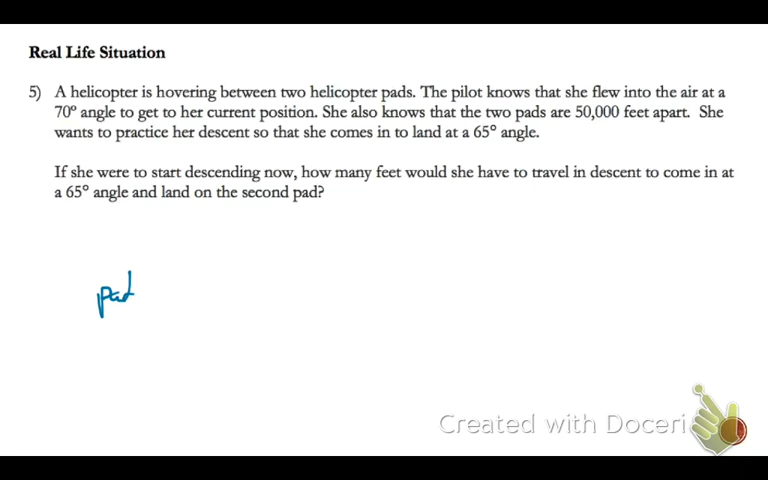 Real Life Situation
5) A helicopter is hovering between two helicopter pads. The pilot knows that she flew into the air at a
70° angle to get to her current position. She also knows that the two pads are 50,000 feet apart. She
wants to practice her descent so that she comes in to land at a 65° angle.
If she were to start descending now, how many feet would she have to travel in descent to come in at
a 65° angle and land on the second pad?
pad
Created with Doceri